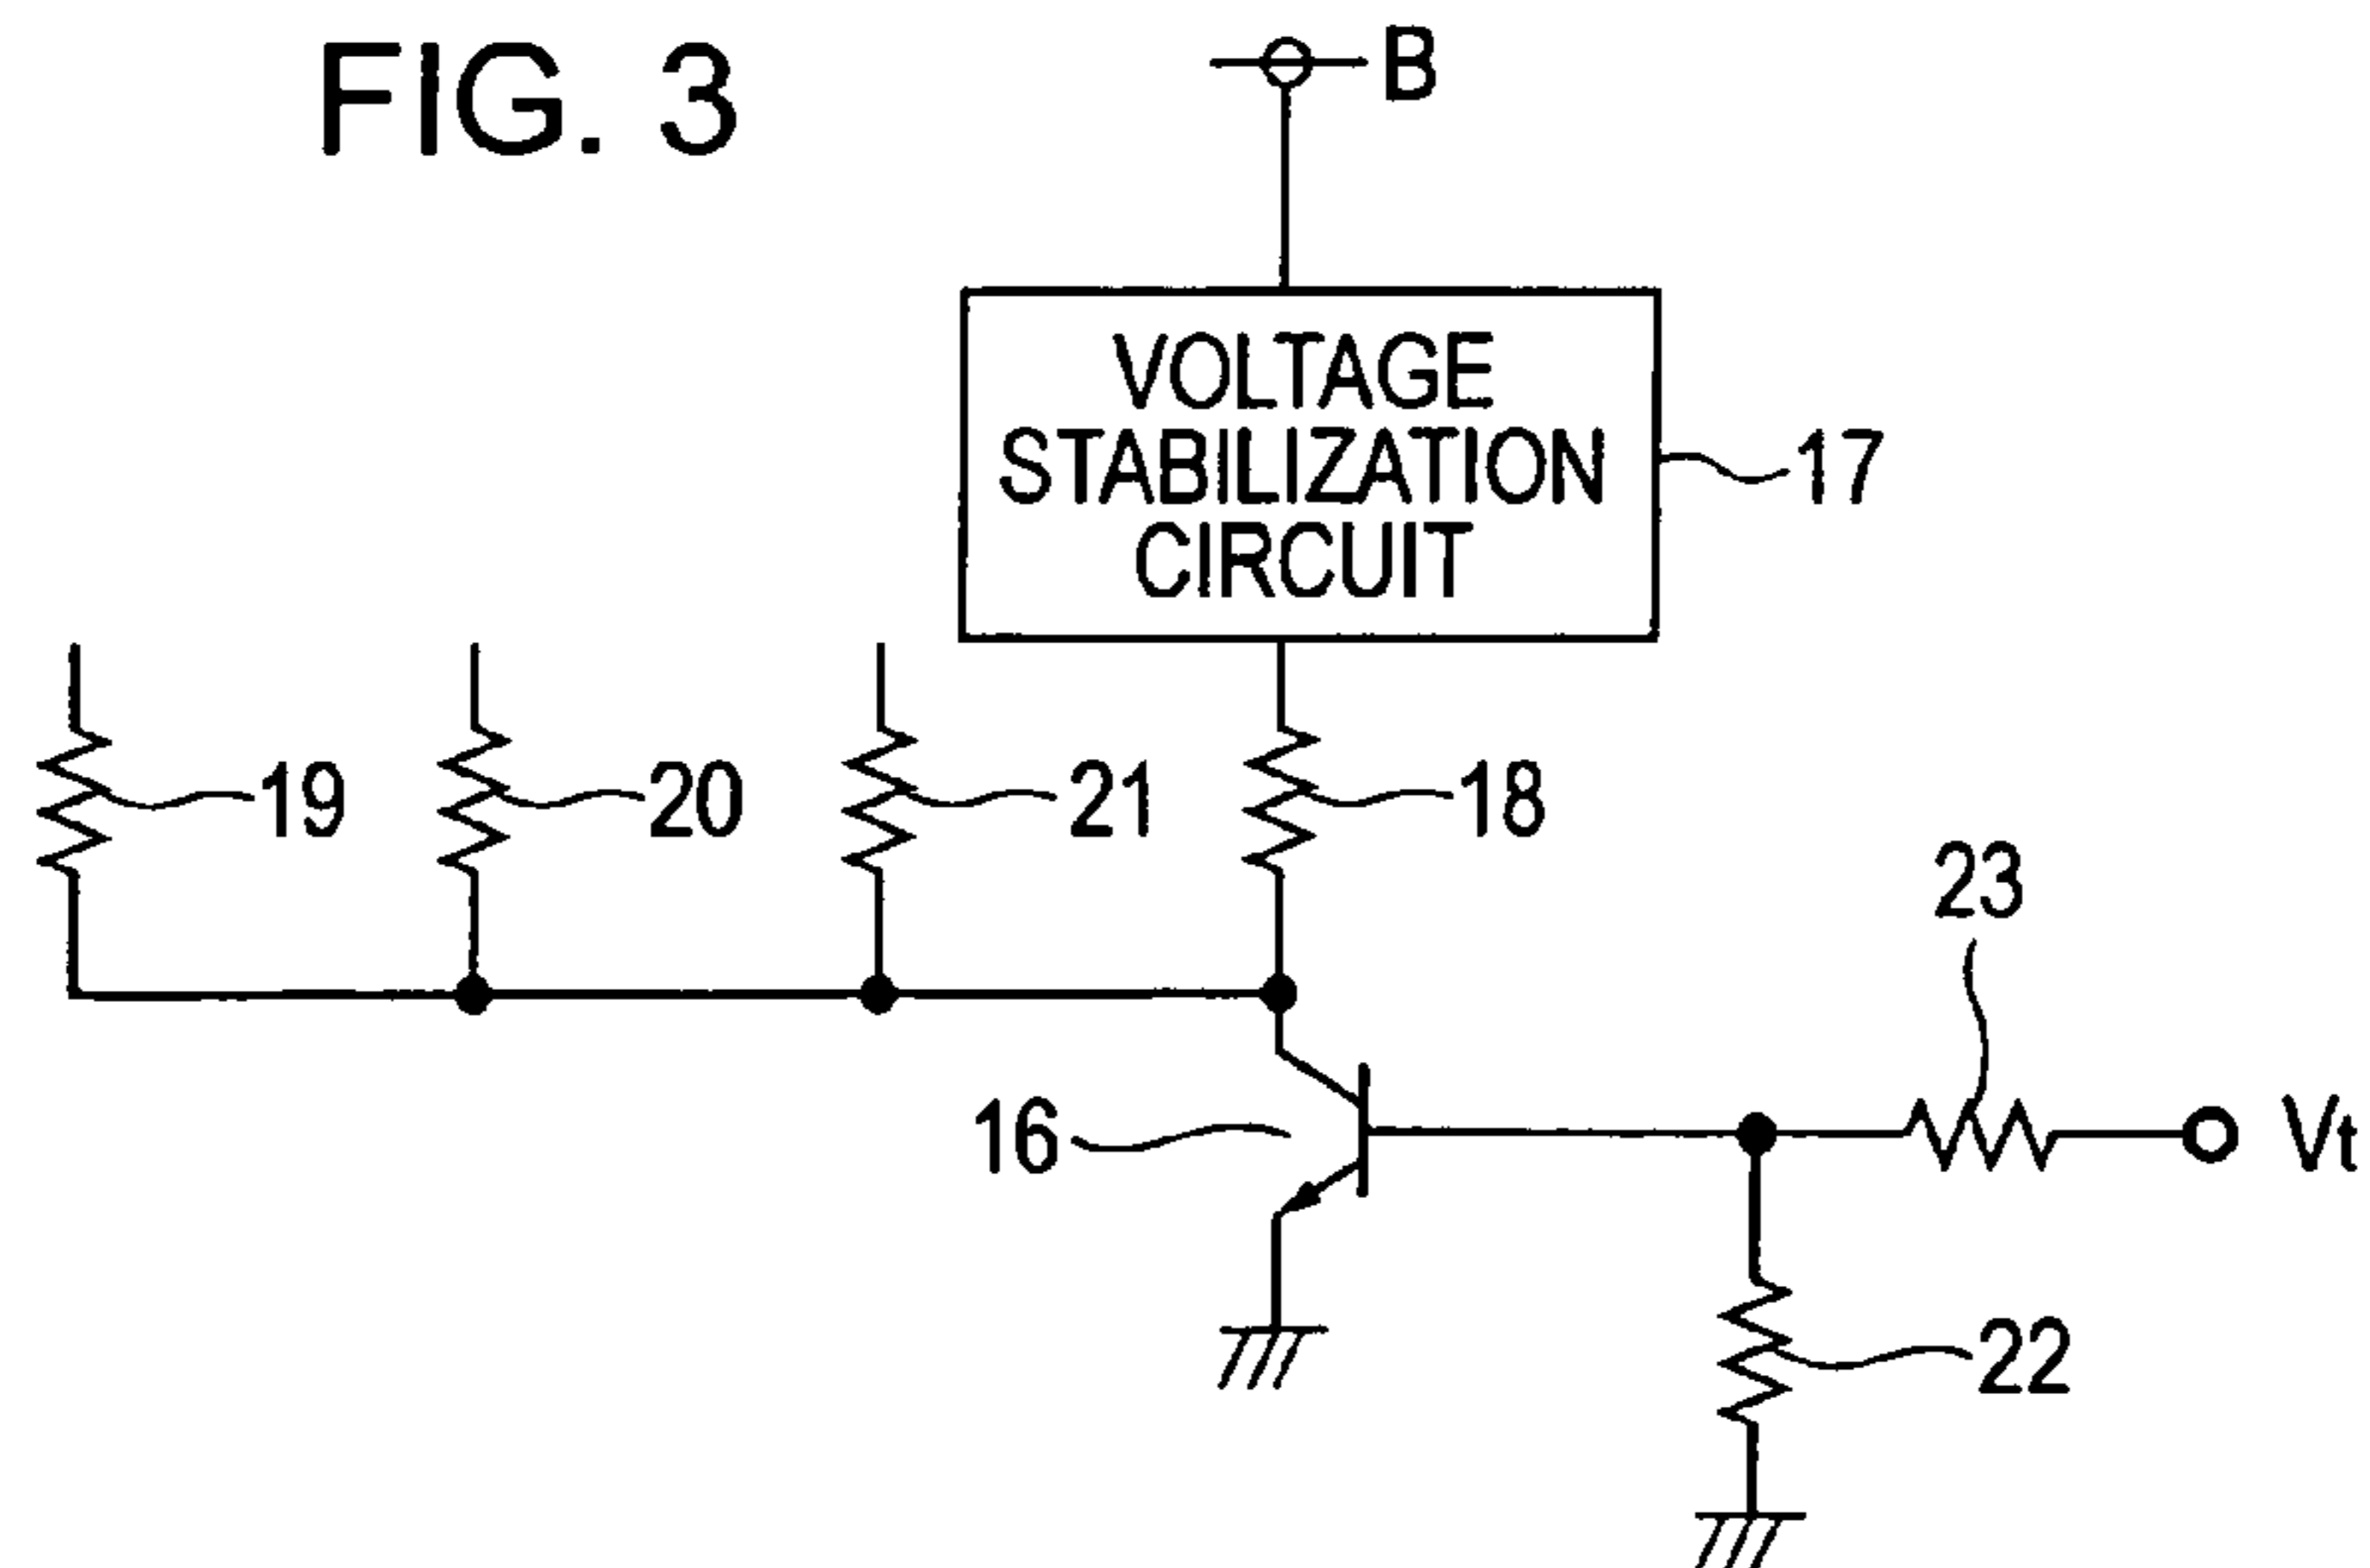 FIG. 3
B
VOLTAGE
STABILIZATION
CIRCUIT
17
19
20
21
18
23
16
Vt
22